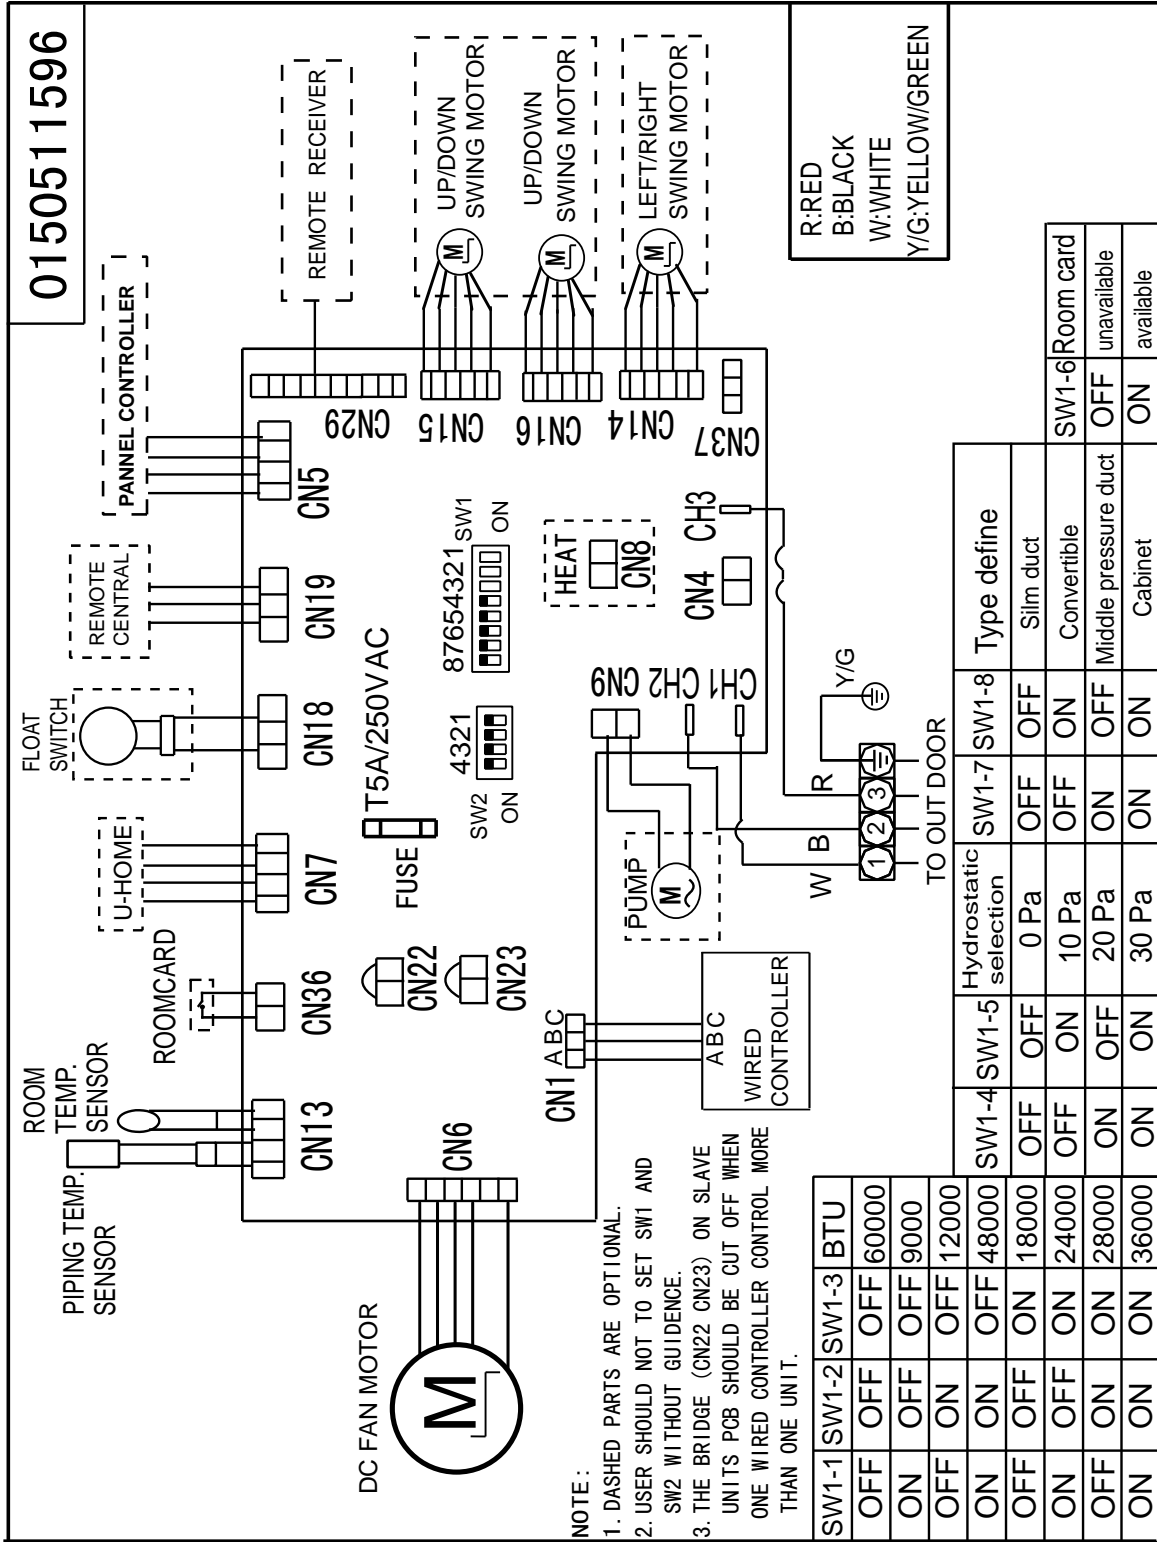 0150511596
PIPING TEMP.
SENSOR
ROOM
TEMP.
SENSOR
ROOMCARD
U-HOME
FLOAT
SWITCH
REMOTE
CENTRAL
PANNEL CONTROLLER
REMOTE RECEIVER
CN13
CN36
CN7
CN18
CN19
CN5
CN29
UP/DOWN
SWING MOTOR
CN15
M
UP/DOWN
SWING MOTOR
CN16
M
LEFT/RIGHT
SWING MOTOR
CN14
M
CN37
FUSE
T5A/250VAC
CN22
CN23
SW2
4321
ON
87654321
SW1
ON
HEAT
CN8
CN4
CH3
CN9
CH2
CH1
DC FAN MOTOR
M
CN6
CN1
A B C
A B C
WIRED
CONTROLLER
PUMP
M
W
B
R
Y/G
1
2
3
TO OUT DOOR
R:RED
B:BLACK
W:WHITE
Y/G:YELLOW/GREEN
NOTE:
1. DASHED PARTS ARE OPTIONAL.
2. USER SHOULD NOT TO SET SW1 AND
SW2 WITHOUT GUIDENCE.
3. THE BRIDGE (CN22 CN23) ON SLAVE
UNITS PCB SHOULD BE CUT OFF WHEN
ONE WIRED CONTROLLER CONTROL MORE
THAN ONE UNIT.
SW1-1 SW1-2 SW1-3 BTU
OFF OFF OFF 60000
ON OFF OFF 9000
OFF ON OFF 12000
ON ON OFF 48000
OFF OFF ON 18000
ON OFF ON 24000
OFF ON ON 28000
ON ON ON 36000
SW1-4 SW1-5 Hydrostatic
selection
OFF OFF 0 Pa
OFF ON 10 Pa
ON OFF 20 Pa
ON ON 30 Pa
SW1-7 SW1-8 Type define
OFF OFF Silm duct
OFF ON Convertible
ON OFF Middle pressure duct
ON ON Cabinet
SW1-6 Room card
OFF unavailable
ON available